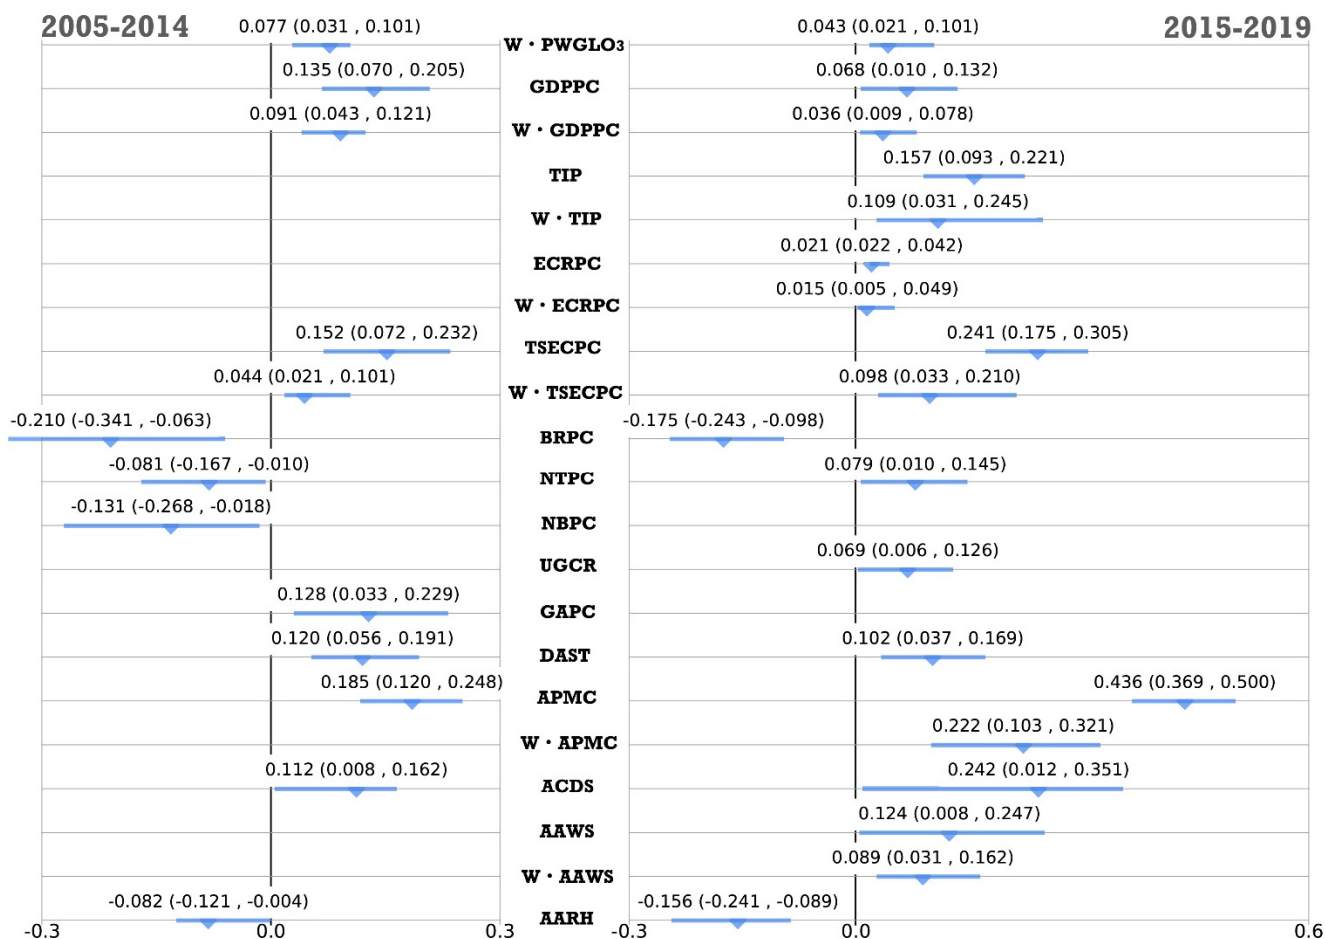 2005-2014 2015-2019
0.077 (0.031 , 0.101) W · PWGLO3 0.043 (0.021 , 0.101)
0.135 (0.070 , 0.205) GDPPC 0.068 (0.010 , 0.132)
0.091 (0.043 , 0.121) W · GDPPC 0.036 (0.009 , 0.078)
TIP 0.157 (0.093 , 0.221)
W · TIP 0.109 (0.031 , 0.245)
ECRPC 0.021 (0.022 , 0.042)
W · ECRPC 0.015 (0.005 , 0.049)
0.152 (0.072 , 0.232) TSECPC 0.241 (0.175 , 0.305)
0.044 (0.021 , 0.101) W · TSECPC 0.098 (0.033 , 0.210)
-0.210 (-0.341 , -0.063) BRPC -0.175 (-0.243 , -0.098)
-0.081 (-0.167 , -0.010) NTPC 0.079 (0.010 , 0.145)
-0.131 (-0.268 , -0.018) NBPC
UGCR 0.069 (0.006 , 0.126)
0.128 (0.033 , 0.229) GAPC
0.120 (0.056 , 0.191) DAST 0.102 (0.037 , 0.169)
0.185 (0.120 , 0.248) APMC 0.436 (0.369 , 0.500)
W · APMC 0.222 (0.103 , 0.321)
0.112 (0.008 , 0.162) ACDS 0.242 (0.012 , 0.351)
AAWS 0.124 (0.008 , 0.247)
W · AAWS 0.089 (0.031 , 0.162)
-0.082 (-0.121 , -0.004) AARH -0.156 (-0.241 , -0.089)
-0.3 0.0 0.3 -0.3 0.0 0.6